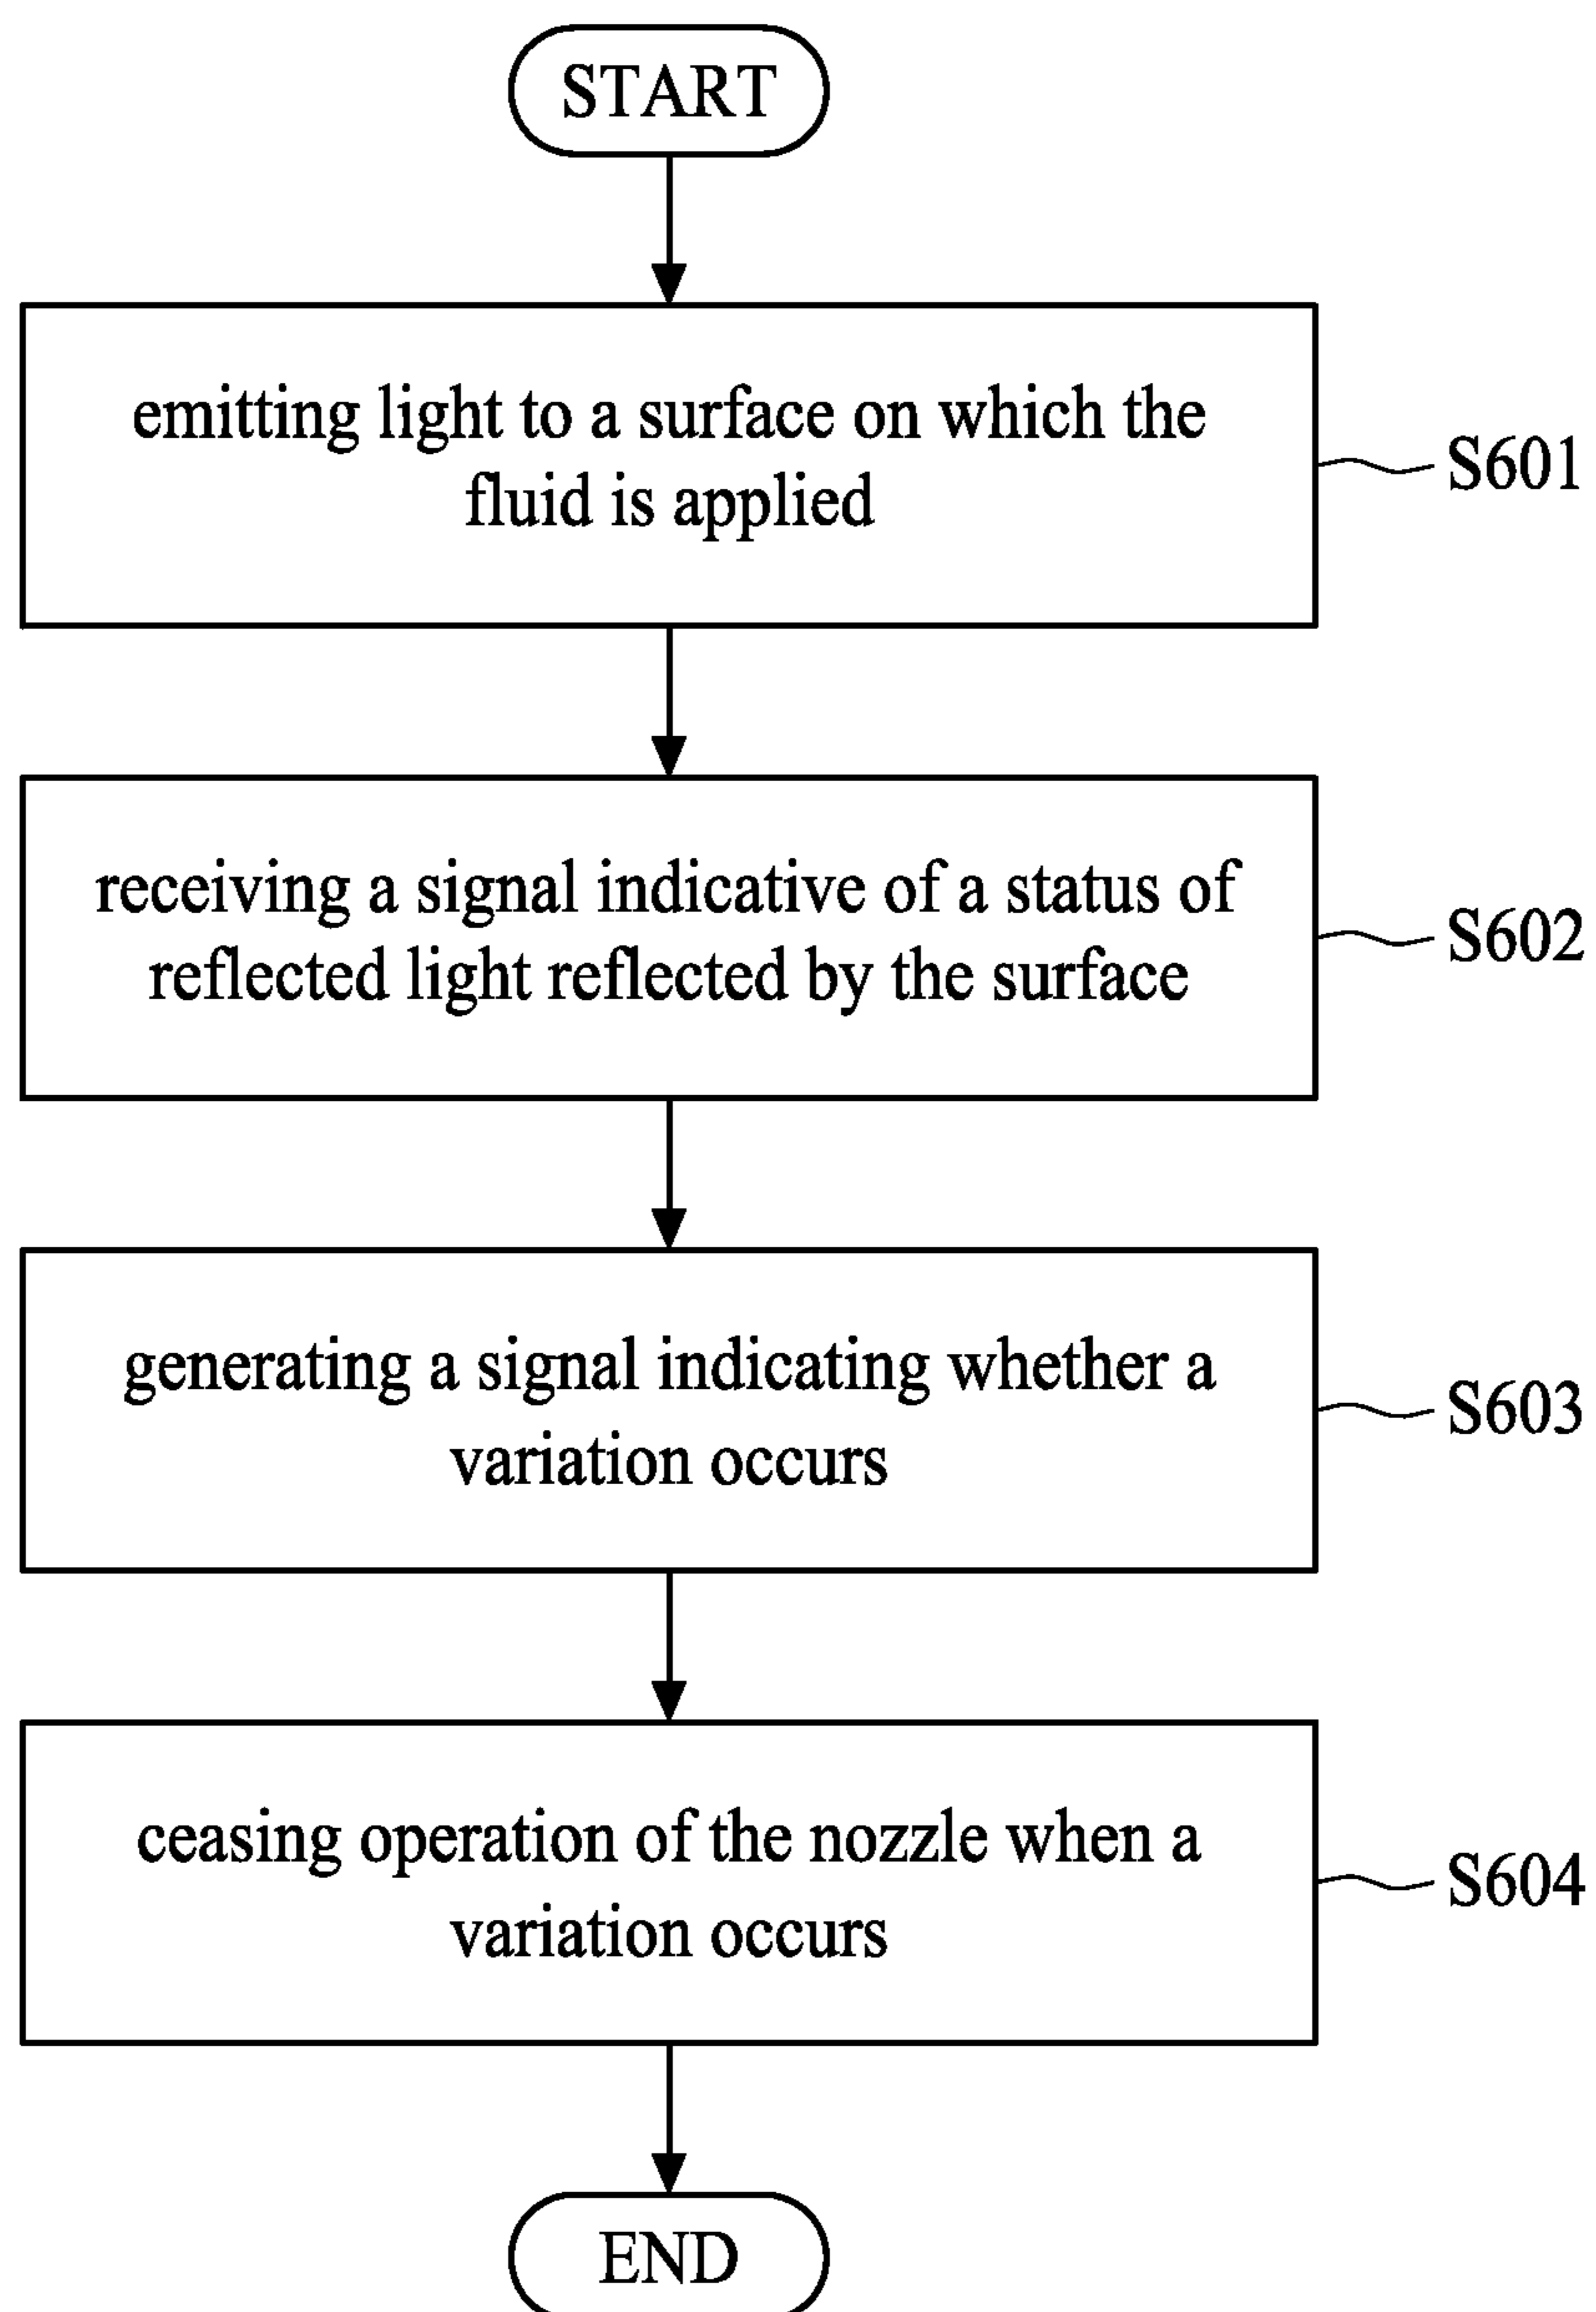 START
emitting light to a surface on which the
fluid is applied
S601
receiving a signal indicative of a status of
reflected light reflected by the surface
S602
generating a signal indicating whether a
variation occurs
S603
ceasing operation of the nozzle when a
variation occurs
S604
END